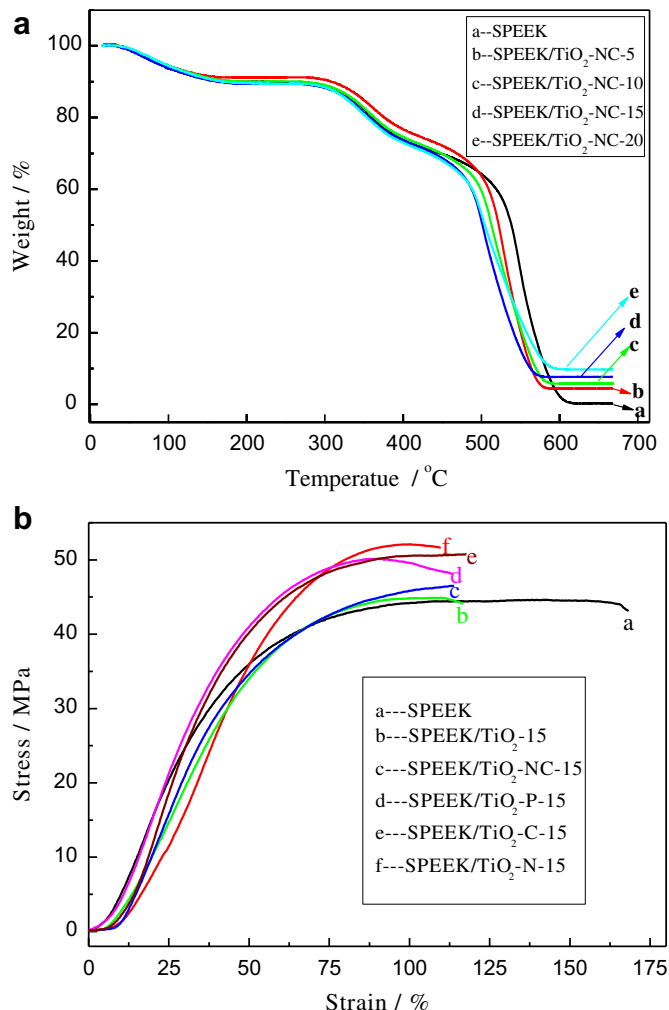 a
a--SPEEK
b--SPEEK/TiO₂-NC-5
c--SPEEK/TiO₂-NC-10
d--SPEEK/TiO₂-NC-15
e--SPEEK/TiO₂-NC-20
100
80
60
40
20
0
Weight / %
e
d
c
b
a
0 100 200 300 400 500 600 700
Temperatue / °C
b
50
40
30
20
10
0
Stress / MPa
f
e
d
c
b
a
a---SPEEK
b---SPEEK/TiO₂-15
c---SPEEK/TiO₂-NC-15
d---SPEEK/TiO₂-P-15
e---SPEEK/TiO₂-C-15
f---SPEEK/TiO₂-N-15
0 25 50 75 100 125 150 175
Strain / %